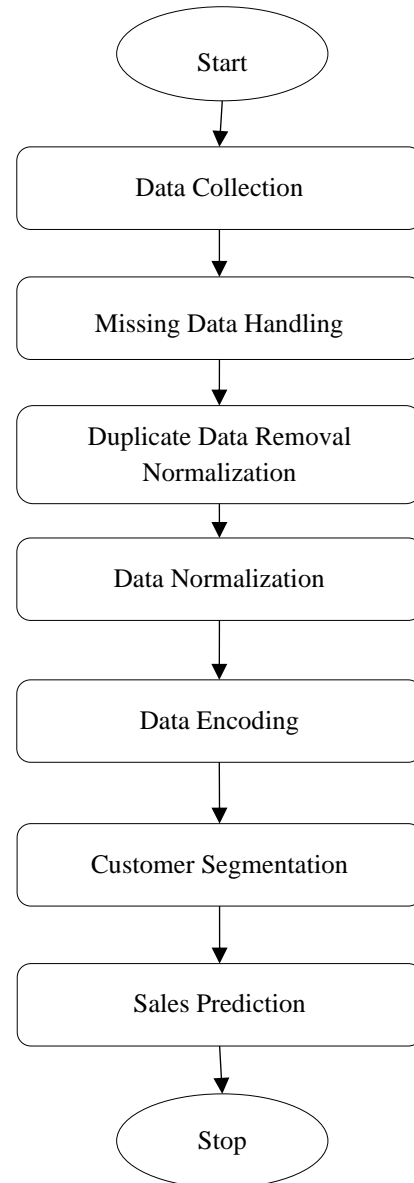 Start
Data Collection
Missing Data Handling
Duplicate Data Removal
Normalization
Data Normalization
Data Encoding
Customer Segmentation
Sales Prediction
Stop